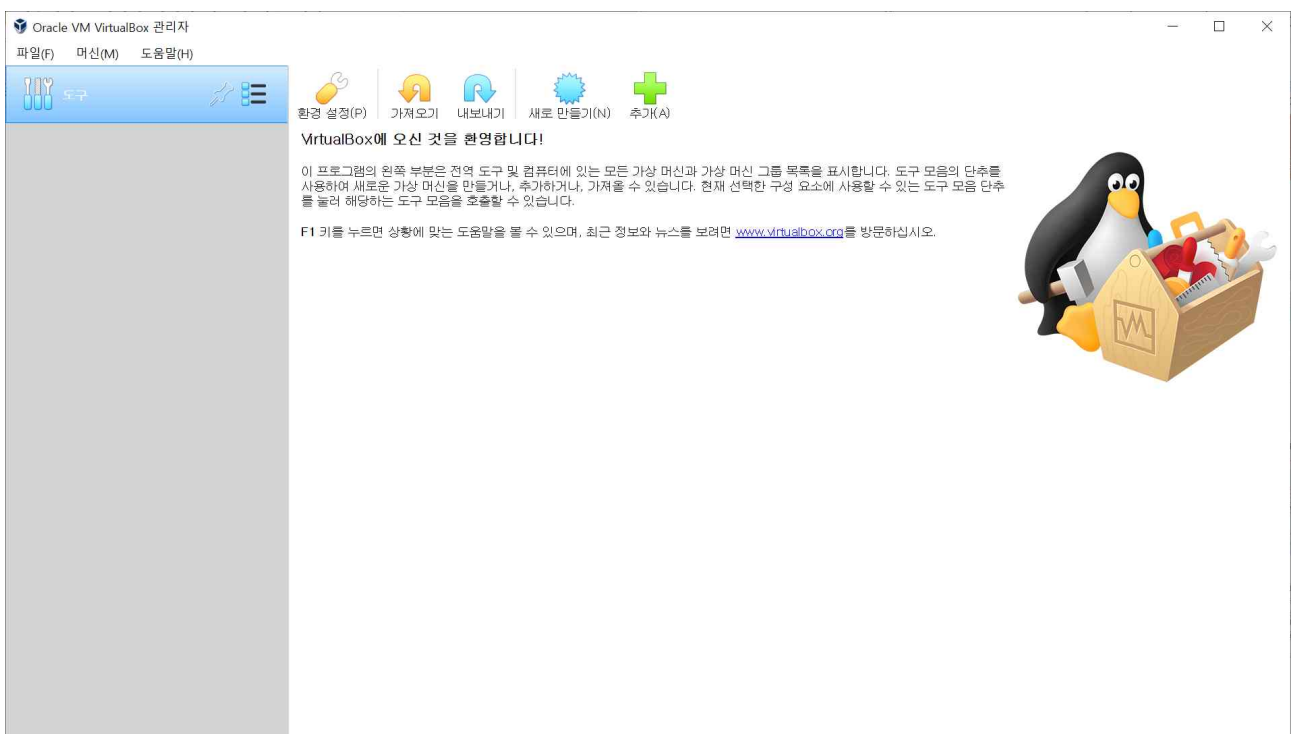 Oracle VM VirtualBox 관리자
파일(F) 머신(M) 도움말(H)
도구
환경 설정(P) 가져오기 내보내기 새로 만들기(N) 추가(A)
VirtualBox에 오신 것을 환영합니다!
이 프로그램의 왼쪽 부분은 전역 도구 및 컴퓨터에 있는 모든 가상 머신과 가상 머신 그룹 목록을 표시합니다. 도구 모음의 단추를
사용하여 새로운 가상 머신을 만들거나, 추가하거나, 가져올 수 있습니다. 현재 선택한 구성 요소에 사용할 수 있는 도구 모음 단추
를 눌러 해당하는 도구 모음을 호출할 수 있습니다.
F1 키를 누르면 상황에 맞는 도움말을 볼 수 있으며, 최근 정보와 뉴스를 보려면 www.virtualbox.org를 방문하십시오.